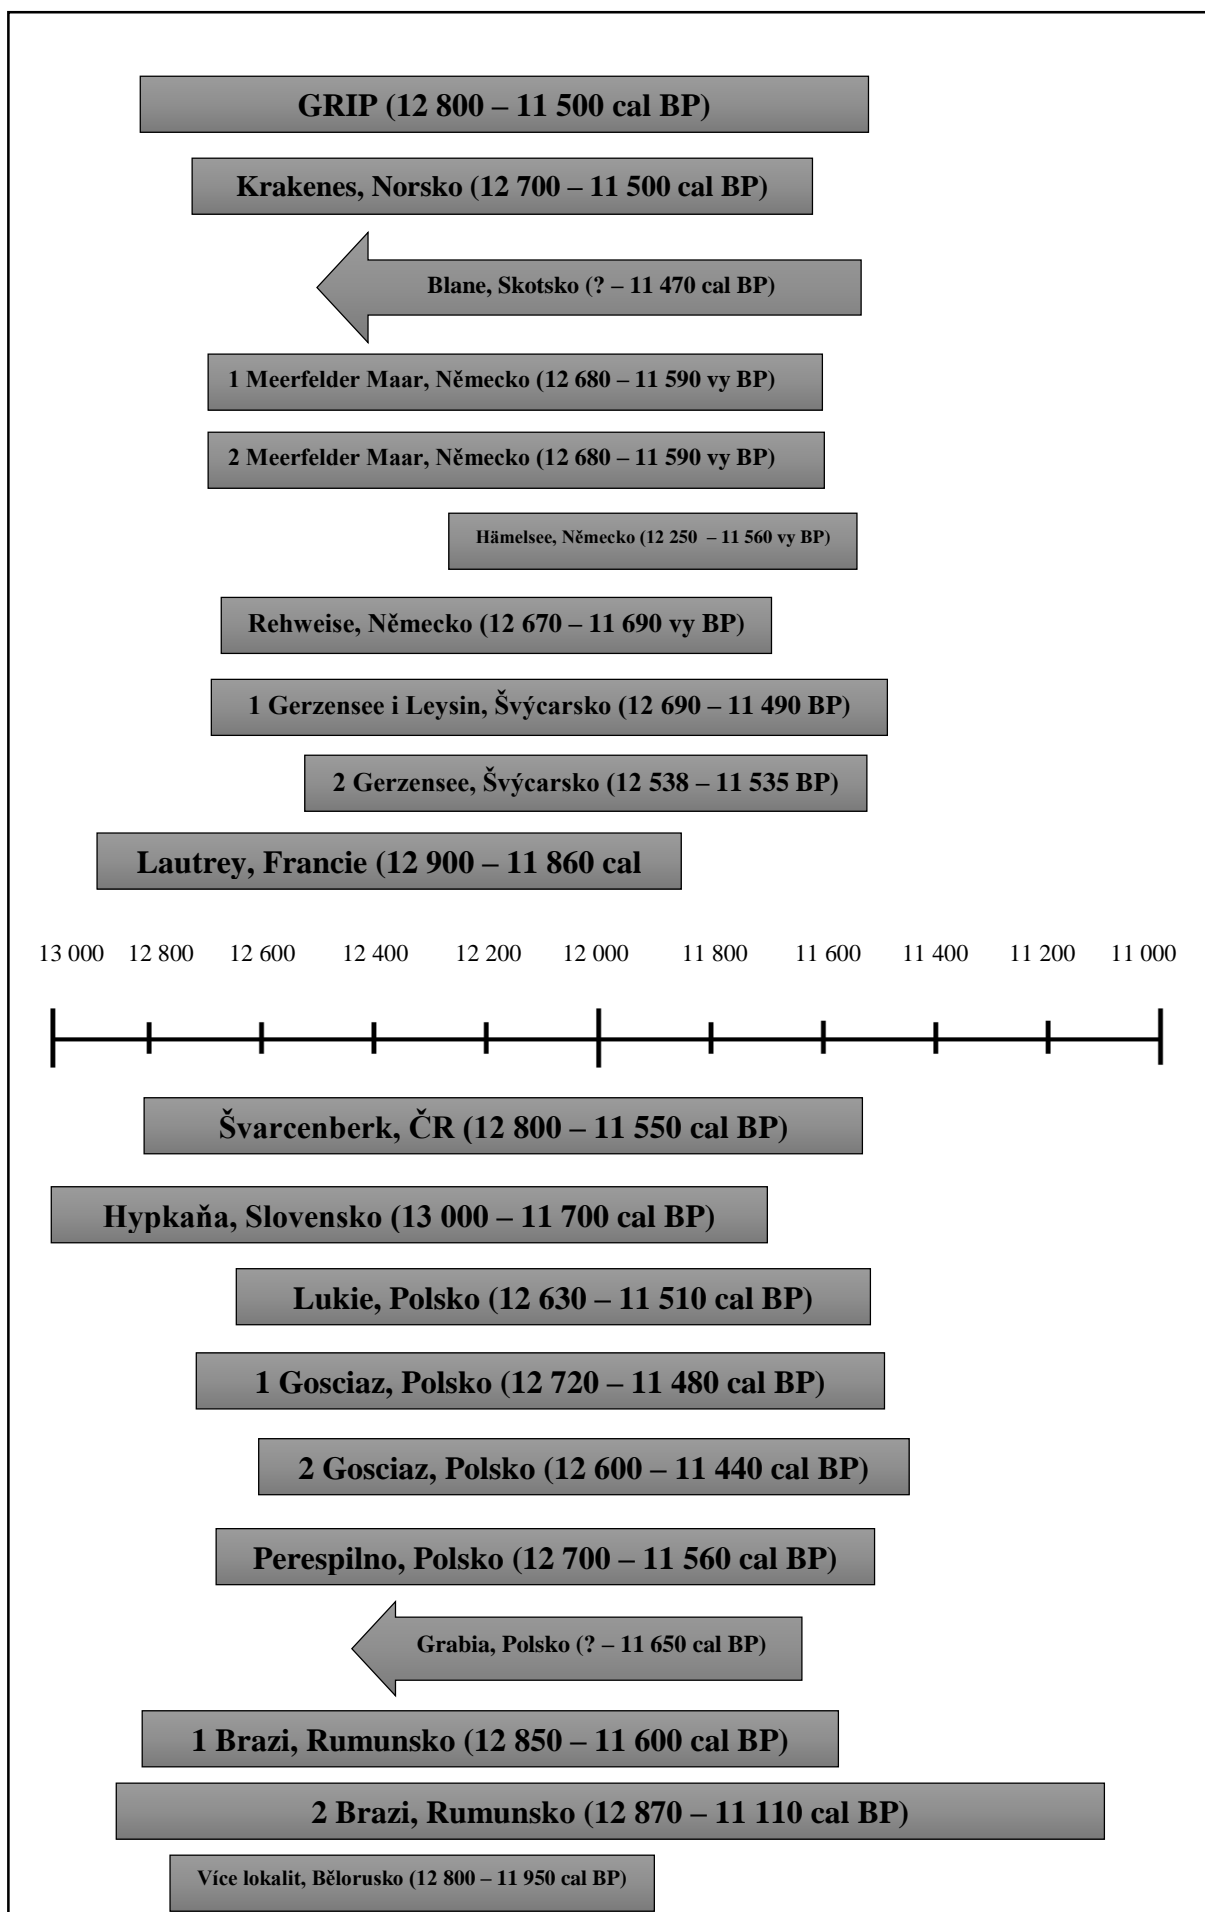 GRIP (12 800 – 11 500 cal BP)
Krakenes, Norsko (12 700 – 11 500 cal BP)
Blane, Skotsko (? – 11 470 cal BP)
1 Meerfelder Maar, Německo (12 680 – 11 590 vy BP)
2 Meerfelder Maar, Německo (12 680 – 11 590 vy BP)
Hämelsee, Německo (12 250 – 11 560 vy BP)
Rehweise, Německo (12 670 – 11 690 vy BP)
1 Gerzensee i Leysin, Švýcarsko (12 690 – 11 490 BP)
2 Gerzensee, Švýcarsko (12 538 – 11 535 BP)
Lautrey, Francie (12 900 – 11 860 cal
13 000 12 800 12 600 12 400 12 200 12 000 11 800 11 600 11 400 11 200 11 000
Švarcenberk, ČR (12 800 – 11 550 cal BP)
Hypkaňa, Slovensko (13 000 – 11 700 cal BP)
Lukie, Polsko (12 630 – 11 510 cal BP)
1 Gosciaz, Polsko (12 720 – 11 480 cal BP)
2 Gosciaz, Polsko (12 600 – 11 440 cal BP)
Perespilno, Polsko (12 700 – 11 560 cal BP)
Grabia, Polsko (? – 11 650 cal BP)
1 Brazi, Rumunsko (12 850 – 11 600 cal BP)
2 Brazi, Rumunsko (12 870 – 11 110 cal BP)
Více lokalit, Bělorusko (12 800 – 11 950 cal BP)